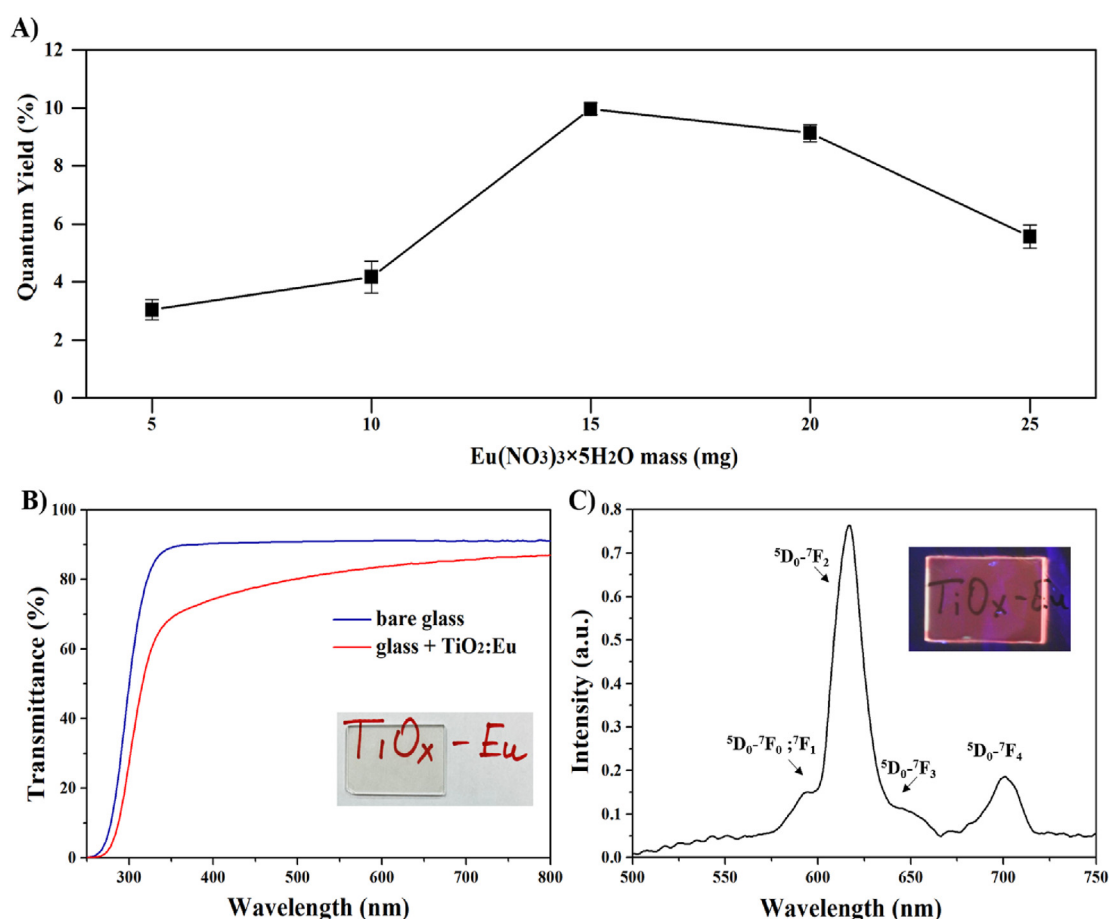 A)
12
10
8
6
4
2
0
Quantum Yield (%)
5 10 15 20 25
Eu(NO3)3×5H2O mass (mg)
B)
100
80
60
40
20
0
Transmittance (%)
bare glass
glass + TiO2:Eu
TiOx - Eu
300 400 500 600 700 800
Wavelength (nm)
C)
0.8
0.7
0.6
0.5
0.4
0.3
0.2
0.1
0.0
Intensity (a.u.)
⁵D₀-⁷F₂
TiOx - Eu
⁵D₀-⁷F₀ ;⁷F₁
⁵D₀-⁷F₃
⁵D₀-⁷F₄
500 550 600 650 700 750
Wavelength (nm)